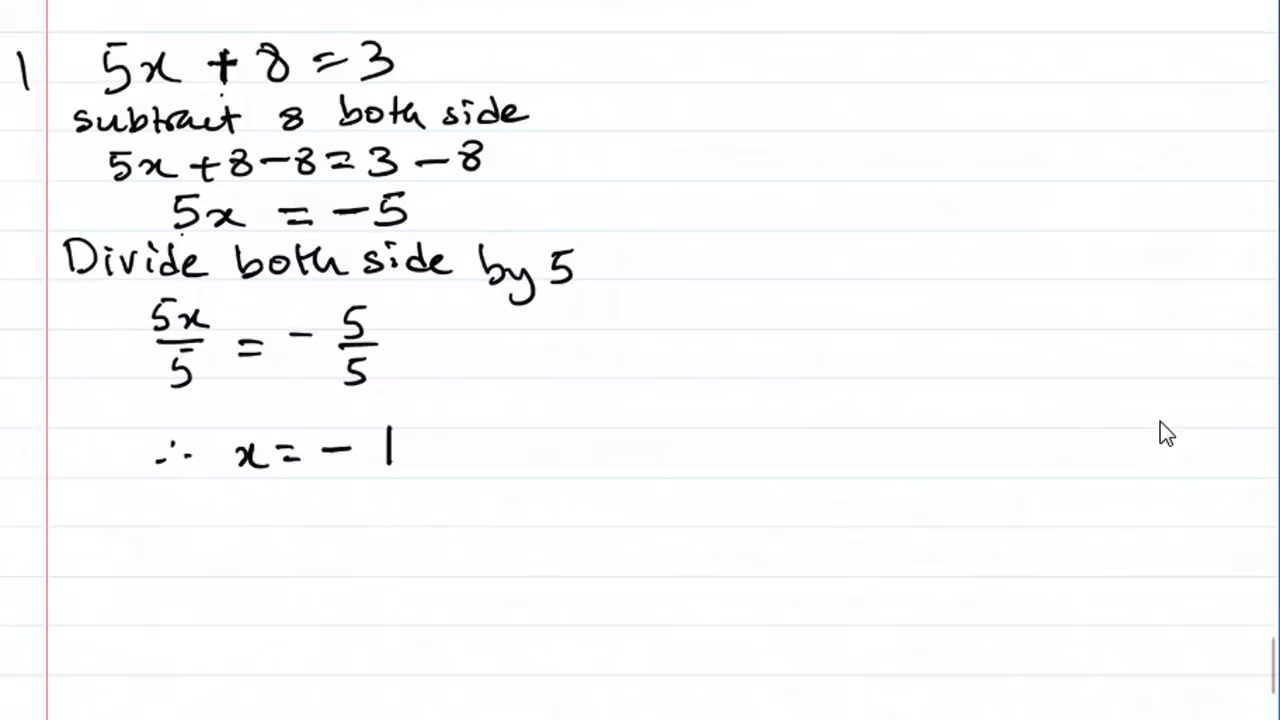 1 5x + 8 = 3
subtract 8 both side
5x + 8 - 8 = 3 - 8
5x = -5
Divide both side by 5
5x/5 = - 5/5
∴ x = - 1